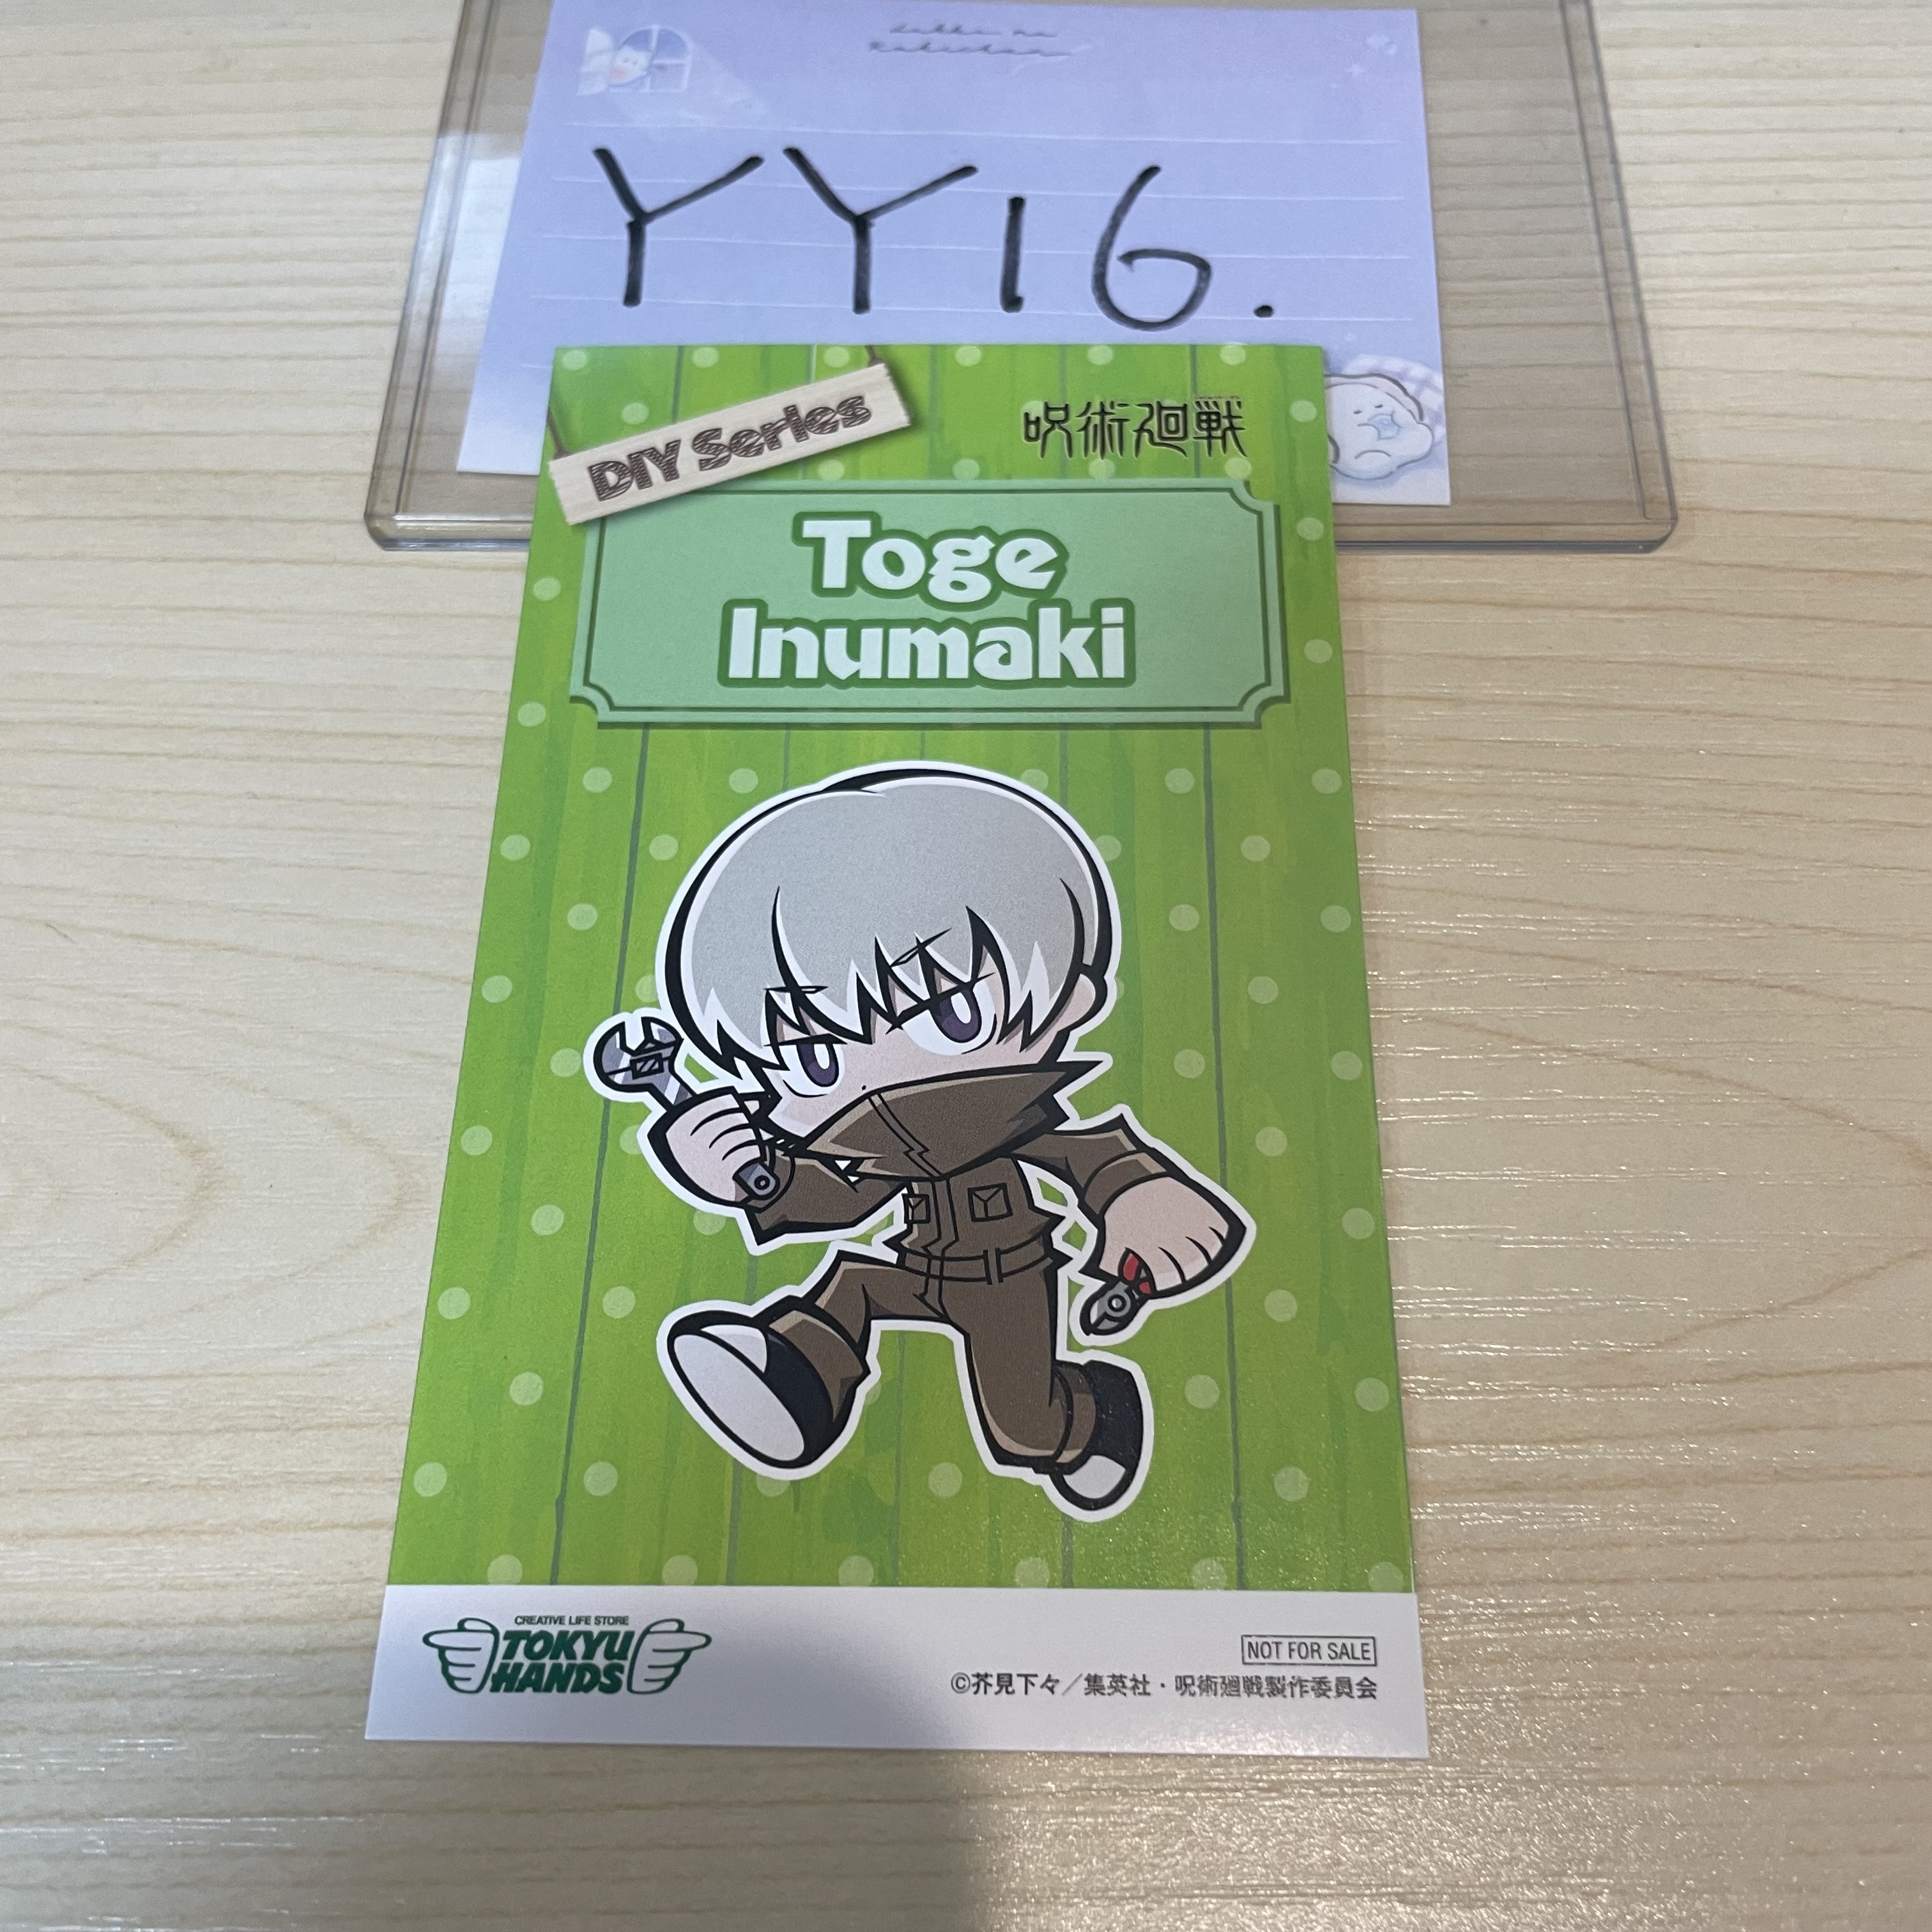 YY16.
DIY Series
呪術廻戦
Toge
Inumaki
CREATIVE LIFE STORE
TOKYU
HANDS
NOT FOR SALE
©芥見下々／集英社・呪術廻戦製作委員会